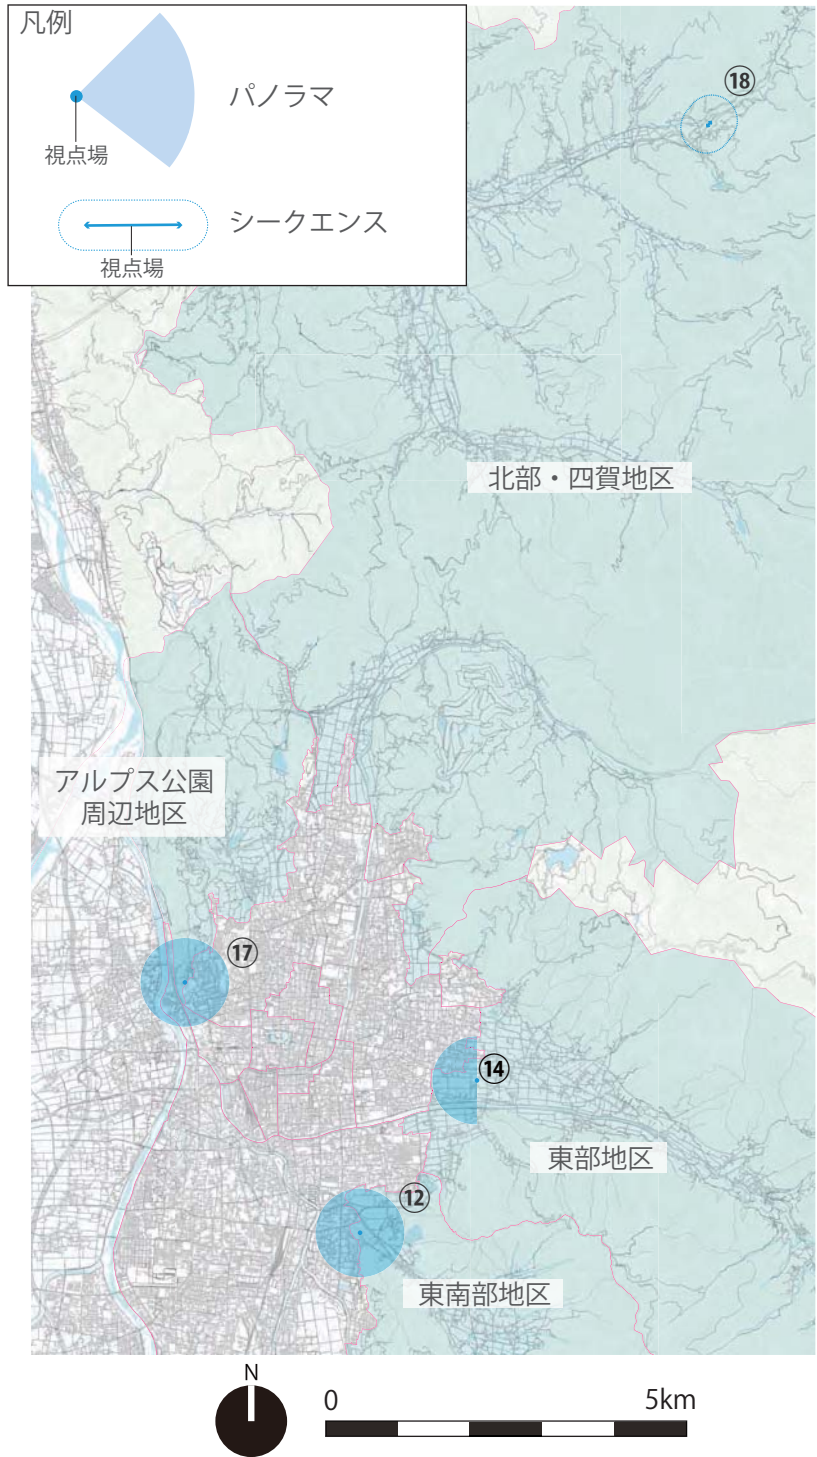 凡例
パノラマ
視点場
シークエンス
視点場
⑱
北部・四賀地区
アルプス公園
周辺地区
⑰
⑭
東部地区
⑫
東南部地区
N
0
5km